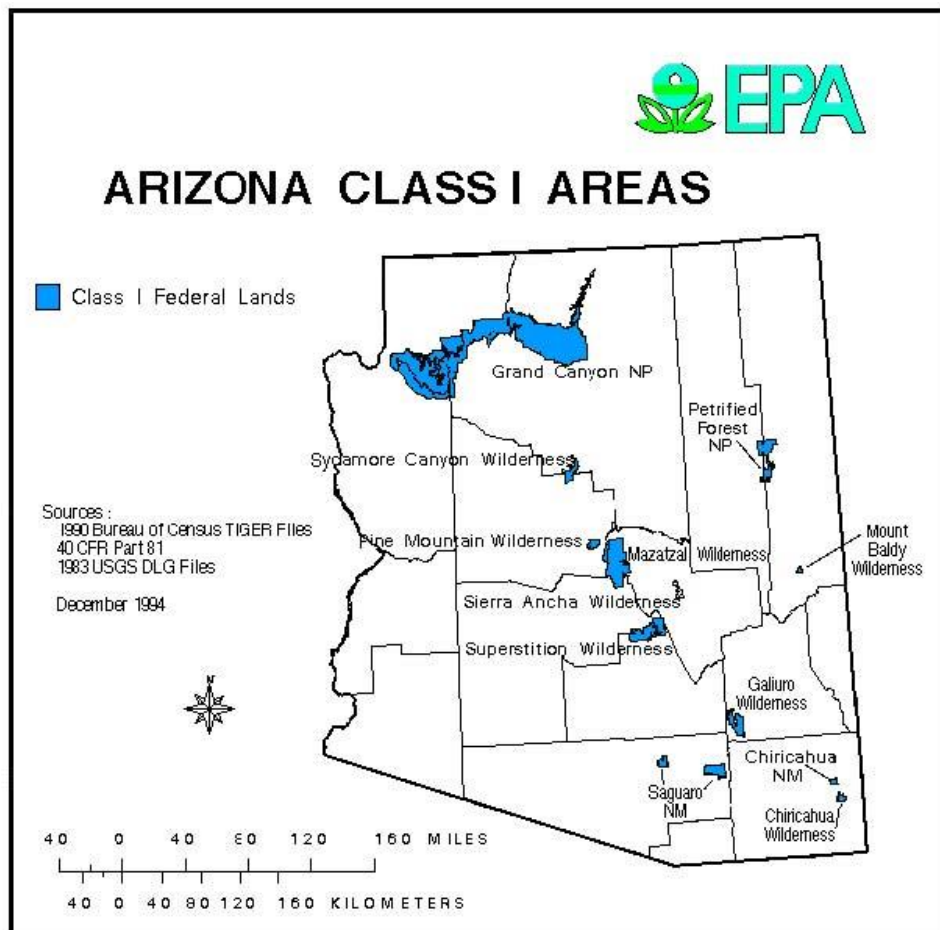 EPA
ARIZONA CLASS I AREAS
Class I Federal Lands
Grand Canyon NP
Petrified
Forest
NP
Sycamore Canyon Wilderness
Sources :
1990 Bureau of Census TIGER Files
40 CFR Part 81
1983 USGS DLG Files
December 1994
Pine Mountain Wilderness
Mazatzal Wilderness
Mount
Baldy
Wilderness
Sierra Ancha Wilderness
Superstition Wilderness
N
Galiuro
Wilderness
Chiricahua
NM
Saguaro
NM
Chiricahua
Wilderness
40 0 40 80 120 160 MILES
40 0 40 80 120 160 KILOMETERS